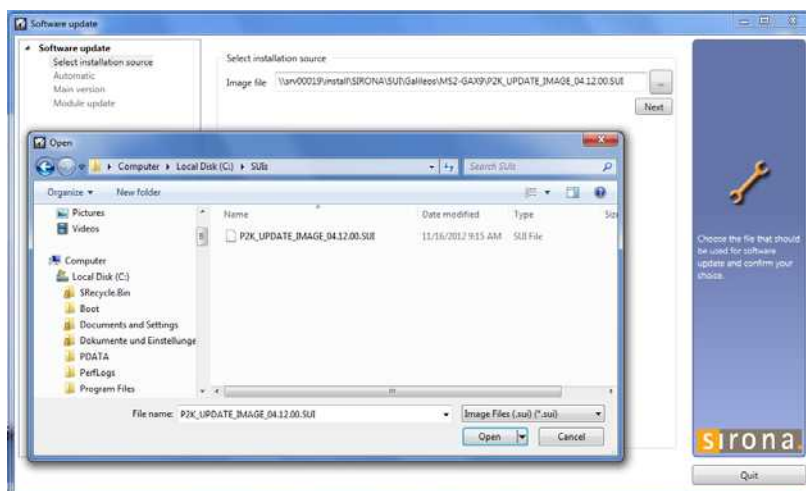 Software update
Software update
Select installation source
Automatic
Main version
Module update
Select installation source
Image file \\srv00019\install\SIRONA\SUI\Galileos\MS2-GAX9\P2K_UPDATE_IMAGE_04.12.00.SUI ...
Next
Open
Computer Local Disk (C:) SUIs
Search SUIs
Organize New folder
Pictures
Videos
Computer
Local Disk (C:)
$Recycle.Bin
Boot
Documents and Settings
Dokumente und Einstellunge
PDATA
PerfLogs
Program Files
Name Date modified Type Size
P2K_UPDATE_IMAGE_04.12.00.SUI 11/16/2012 9:15 AM SUI File
File name: P2K_UPDATE_IMAGE_04.12.00.SUI
Image Files (.sui) (*.sui)
Open Cancel
Choose the file that should
be used for software
update and confirm your
choice.
sirona.
Quit